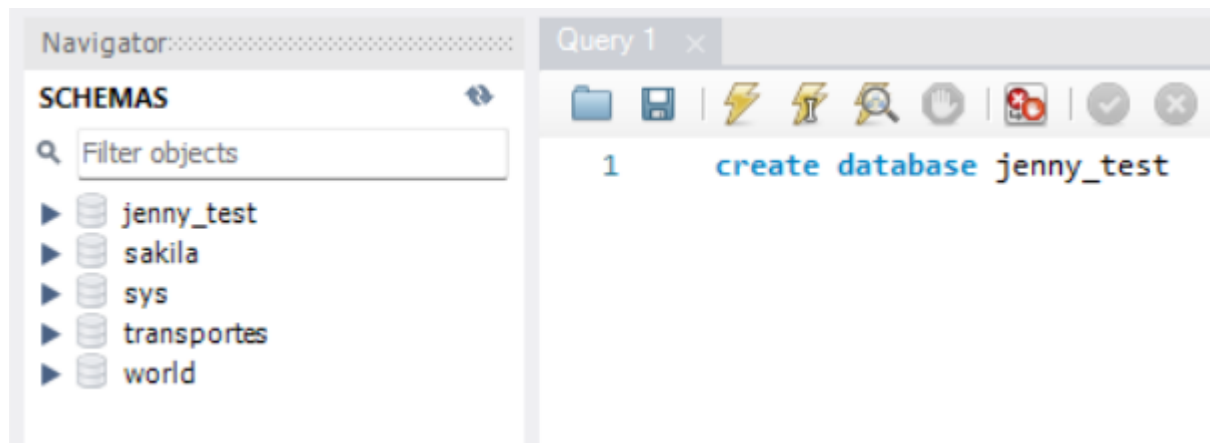 Navigator
SCHEMAS
Filter objects
jenny_test
sakila
sys
transportes
world
Query 1
1 create database jenny_test